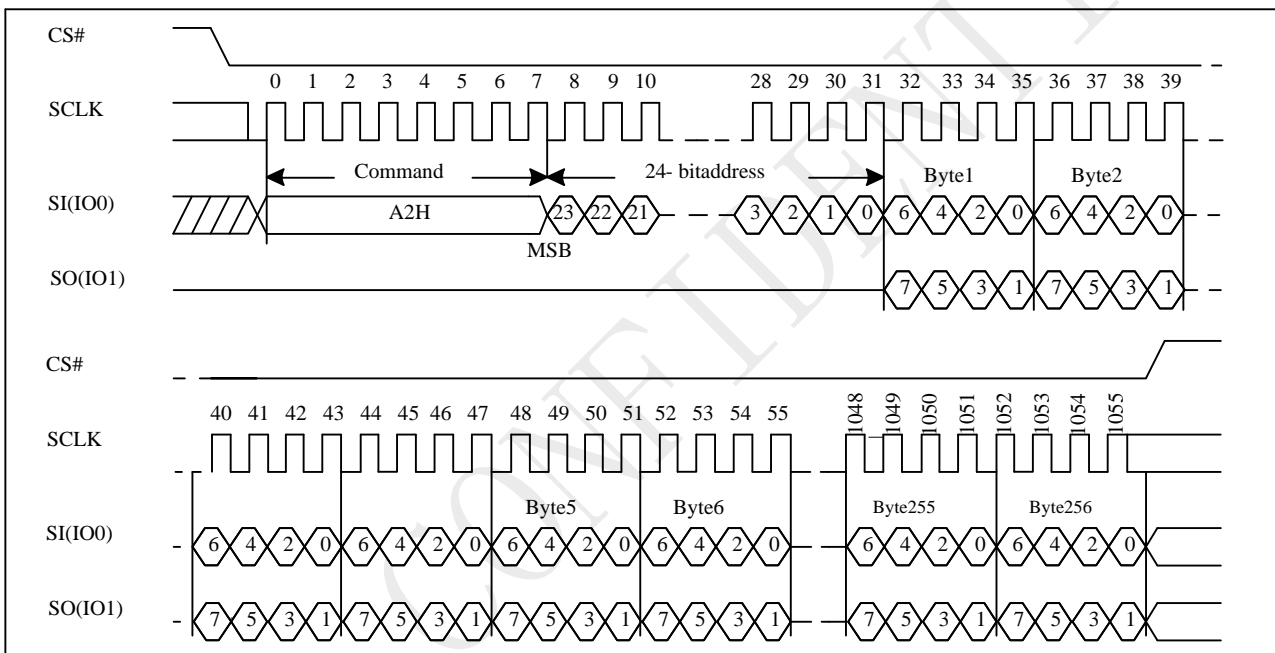 CS#
0 1 2 3 4 5 6 7 8 9 10 28 29 30 31 32 33 34 35 36 37 38 39
SCLK
Command 24- bitaddress Byte1 Byte2
SI(IO0) A2H 23 22 21 3 2 1 0 6 4 2 0 6 4 2 0
MSB
SO(IO1) 7 5 3 1 7 5 3 1
CS#
40 41 42 43 44 45 46 47 48 49 50 51 52 53 54 55 1048 1049 1050 1051 1052 1053 1054 1055
SCLK
Byte5 Byte6 Byte255 Byte256
SI(IO0) 6 4 2 0 6 4 2 0 6 4 2 0 6 4 2 0 6 4 2 0 6 4 2 0
SO(IO1) 7 5 3 1 7 5 3 1 7 5 3 1 7 5 3 1 7 5 3 1 7 5 3 1
CONFIDENT